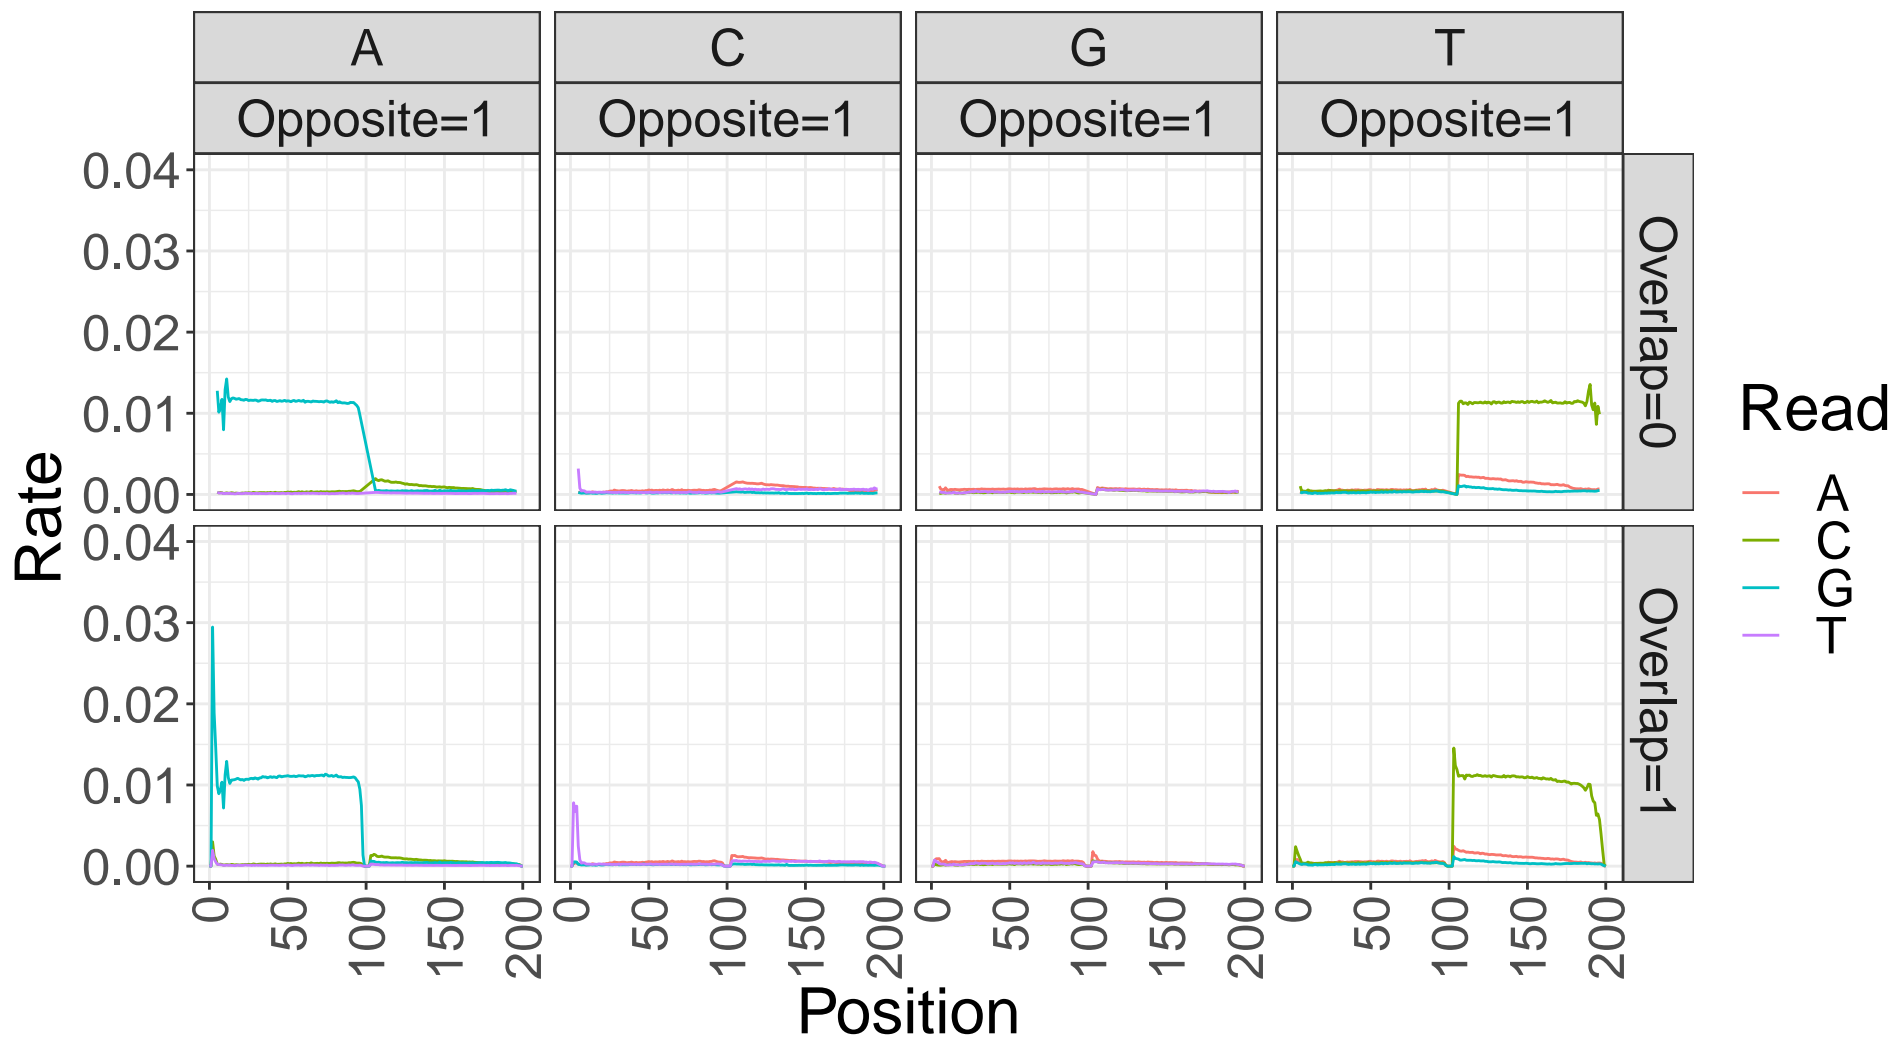 A C G T
Opposite=1 Opposite=1 Opposite=1 Opposite=1
0.04
0.03
0.02
0.01
0.00
Overlap=0
0.04
0.03
0.02
0.01
0.00
Overlap=1
Rate
0 50 100 150 200 0 50 100 150 200 0 50 100 150 200 0 50 100 150 200
Position
Read
A
C
G
T